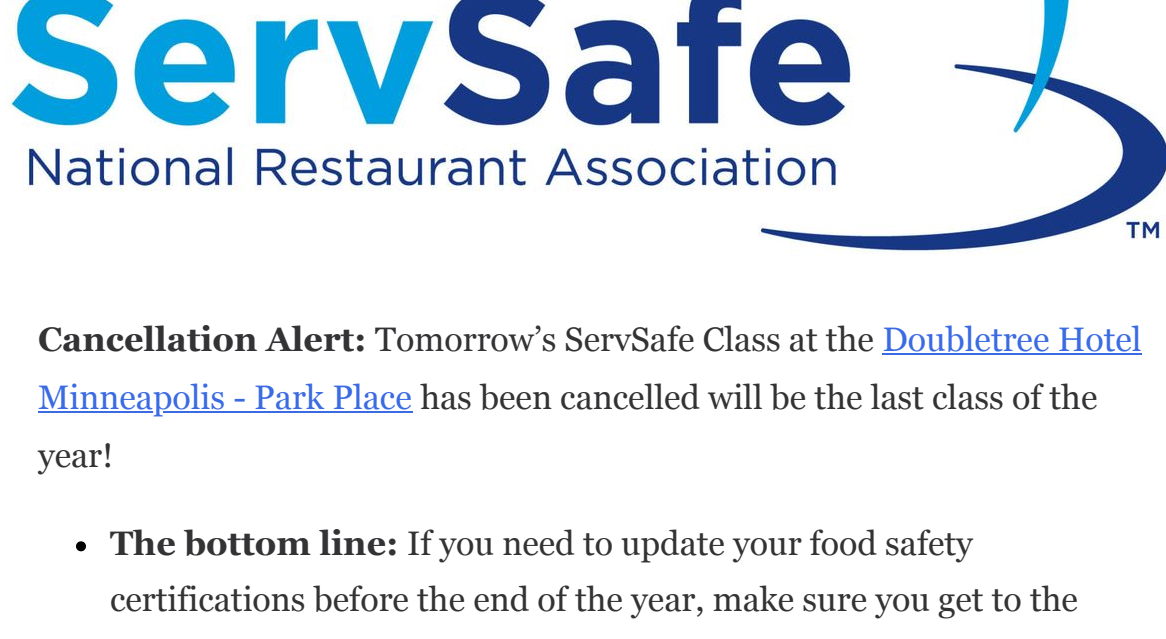 ServSafe
National Restaurant Association
TM
Cancellation Alert: Tomorrow’s ServSafe Class at the Doubletree Hotel
Minneapolis - Park Place has been cancelled will be the last class of the
year!
• The bottom line: If you need to update your food safety
certifications before the end of the year, make sure you get to the